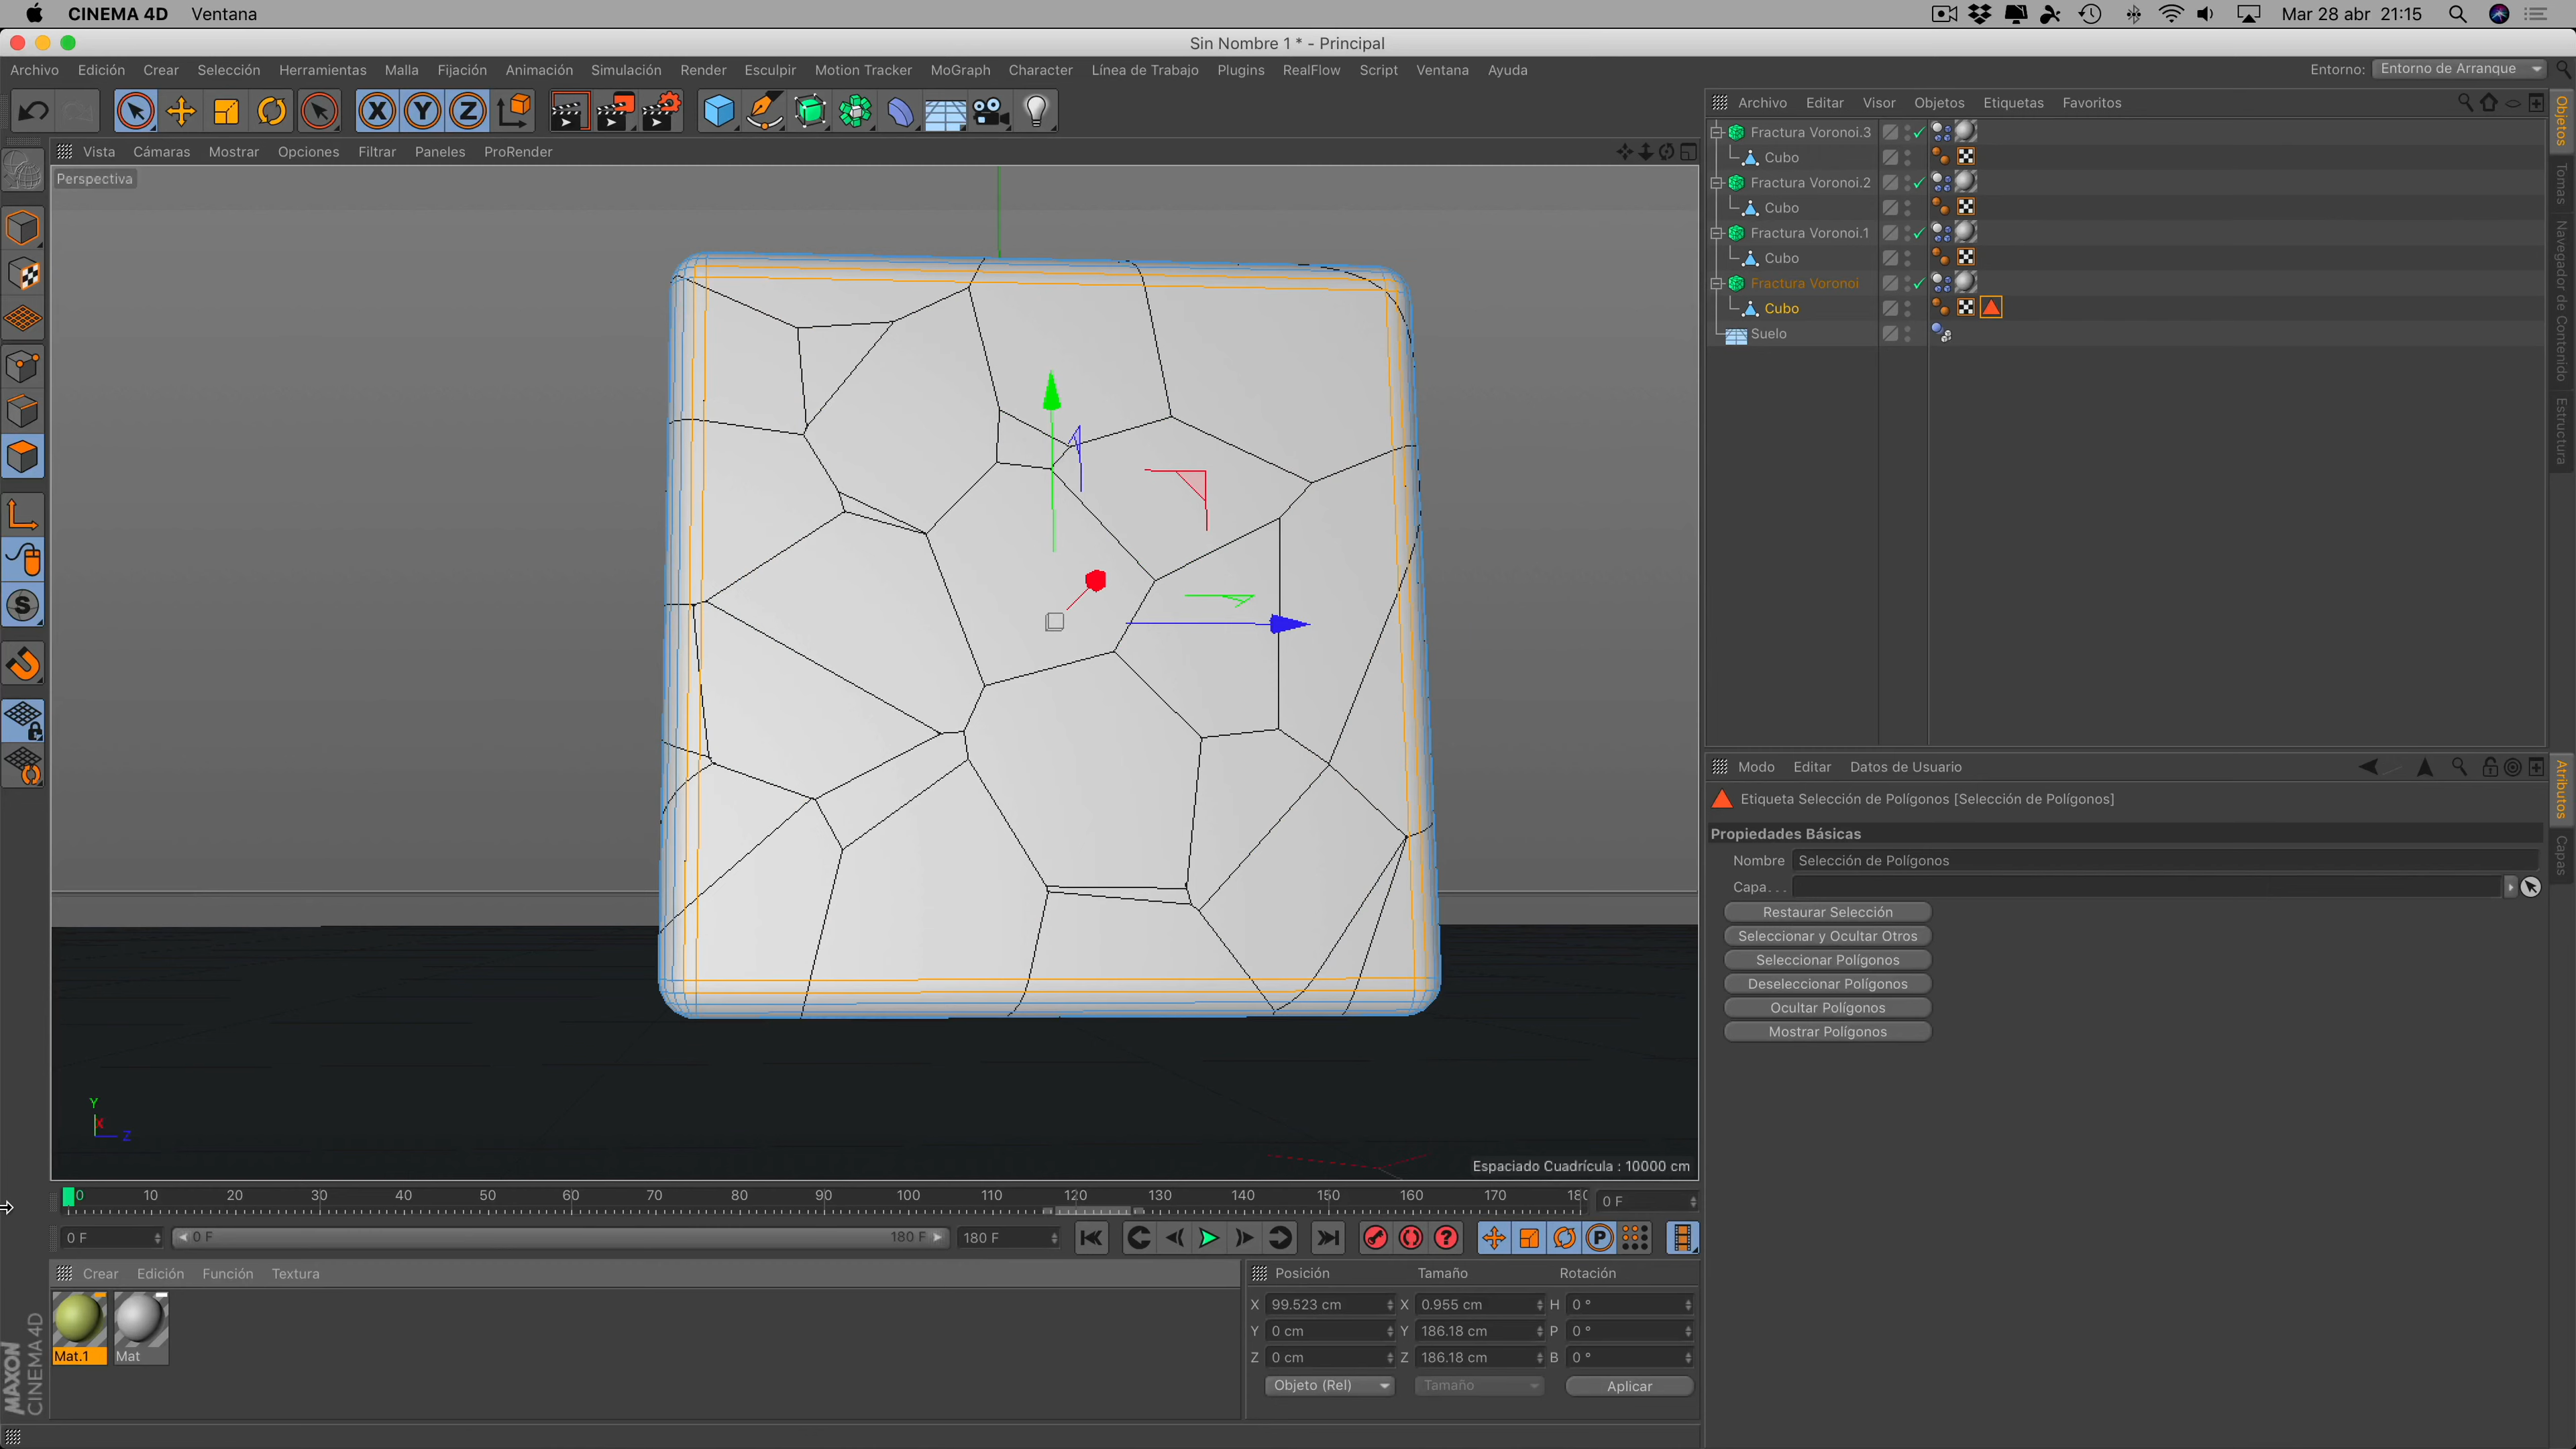 CINEMA 4D Ventana Mar 28 abr 21:15
Sin Nombre 1 * - Principal
Archivo Edición Crear Selección Herramientas Malla Fijación Animación Simulación Render Esculpir Motion Tracker MoGraph Character Línea de Trabajo Plugins RealFlow Script Ventana Ayuda Entorno: Entorno de Arranque
X Y Z
Archivo Editar Visor Objetos Etiquetas Favoritos
Vista Cámaras Mostrar Opciones Filtrar Paneles ProRender
Perspectiva
Fractura Voronoi.3
Cubo
Fractura Voronoi.2
Cubo
Fractura Voronoi.1
Cubo
Fractura Voronoi
Cubo
Suelo
Objetos
Tomas
Navegador de Contenido
Estructura
Modo Editar Datos de Usuario
Etiqueta Selección de Polígonos [Selección de Polígonos]
Propiedades Básicas
Nombre Selección de Polígonos
Capa...
Restaurar Selección
Seleccionar y Ocultar Otros
Seleccionar Polígonos
Deseleccionar Polígonos
Ocultar Polígonos
Mostrar Polígonos
Atributos
Capas
Y
X
Z
Espaciado Cuadrícula : 10000 cm
0 10 20 30 40 50 60 70 80 90 100 110 120 130 140 150 160 170 180 0 F
0 F 0 F 180 F 180 F
Crear Edición Función Textura
Mat.1 Mat
Posición Tamaño Rotación
X 99.523 cm X 0.955 cm H 0 °
Y 0 cm Y 186.18 cm P 0 °
Z 0 cm Z 186.18 cm B 0 °
Objeto (Rel) Tamaño Aplicar
MAXON
CINEMA 4D